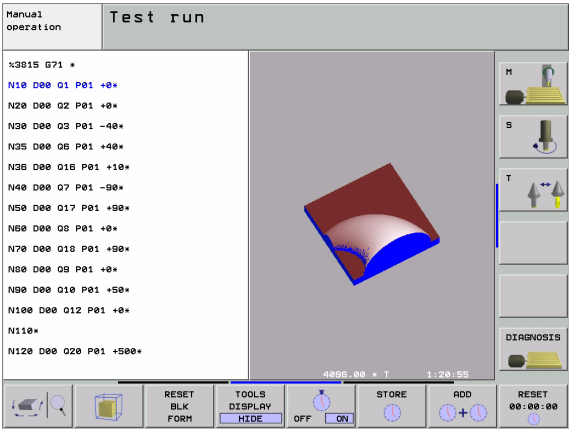 Manual
operation
Test run
%3815 G71 *
N10 D00 Q1 P01 +0*
N20 D00 Q2 P01 +0*
N30 D00 Q3 P01 -40*
N35 D00 Q6 P01 +40*
N36 D00 Q16 P01 +10*
N40 D00 Q7 P01 -90*
N50 D00 Q17 P01 +90*
N60 D00 Q8 P01 +0*
N70 D00 Q18 P01 +90*
N80 D00 Q9 P01 +0*
N90 D00 Q10 P01 +50*
N100 D00 Q12 P01 +0*
N110*
N120 D00 Q20 P01 +500*
4096.00 * T 1:20:55
M
S
T
DIAGNOSIS
RESET
BLK
FORM
TOOLS
DISPLAY
HIDE
OFF ON
STORE
ADD
+
RESET
00:00:00